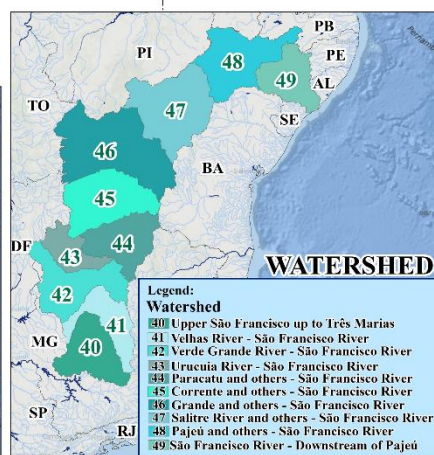 PB
PI
PE
48
49
AL
TO
47
SE
46
BA
45
44
DF
43
WATERSHED
42
41
MG
40
SP
RJ
Legend:
Watershed
40 Upper São Francisco up to Três Marias
41 Velhas River - São Francisco River
42 Verde Grande River - São Francisco River
43 Urucuia River - São Francisco River
44 Paracatu and others - São Francisco River
45 Corrente and others - São Francisco River
46 Grande and others - São Francisco River
47 Salitre River and others - São Francisco River
48 Pajeú and others - São Francisco River
49 São Francisco River - Downstream of Pajeú